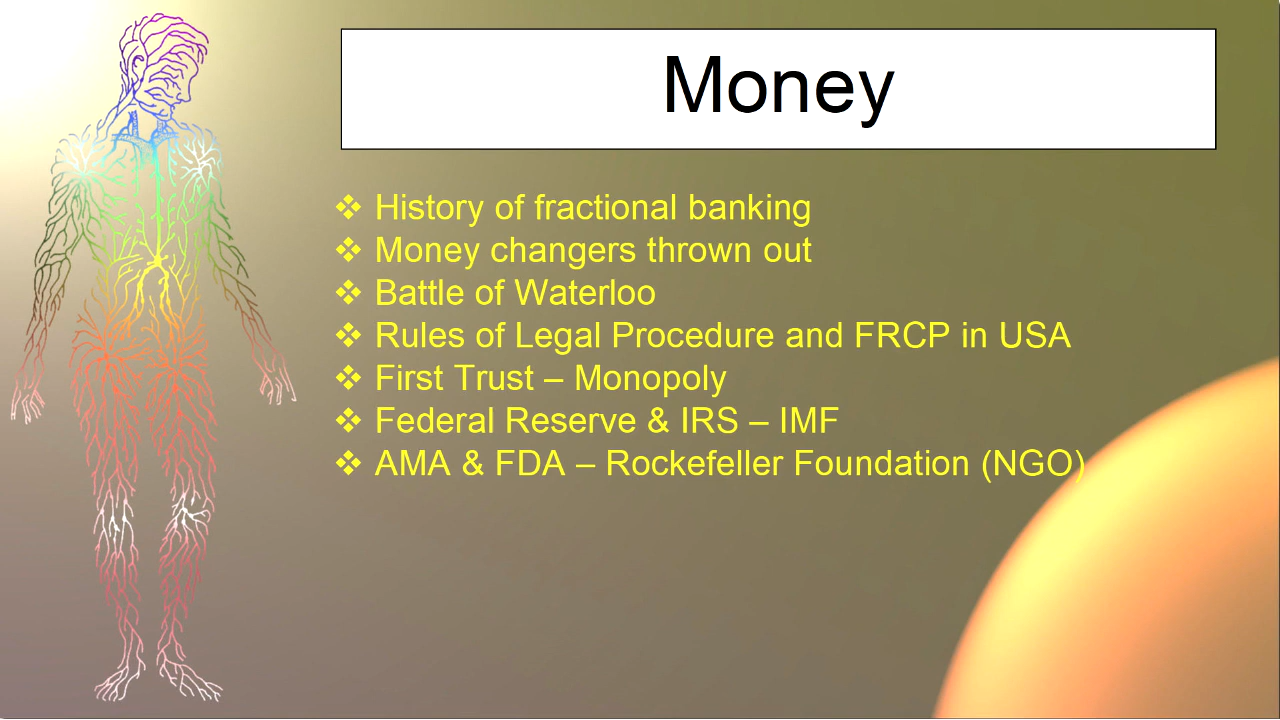 Money
❖ History of fractional banking
❖ Money changers thrown out
❖ Battle of Waterloo
❖ Rules of Legal Procedure and FRCP in USA
❖ First Trust – Monopoly
❖ Federal Reserve & IRS – IMF
❖ AMA & FDA – Rockefeller Foundation (NGO)